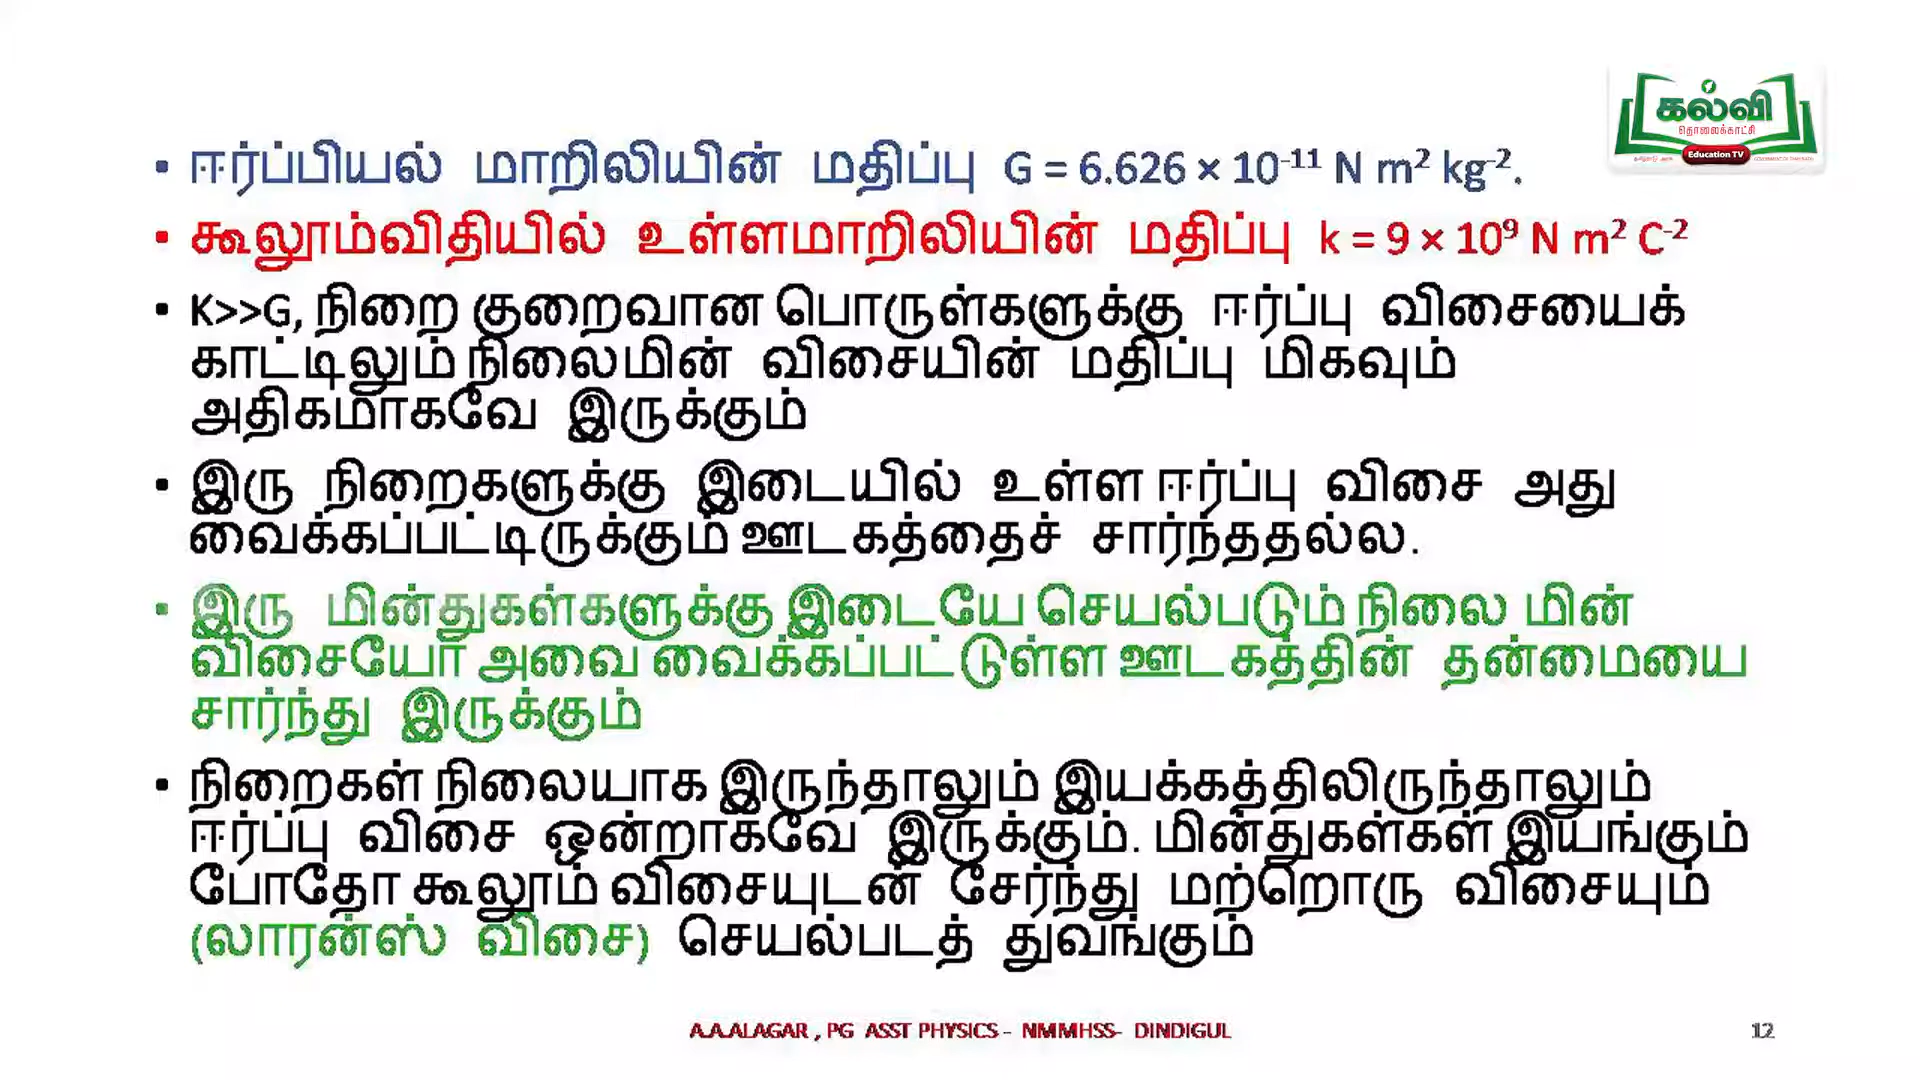 கல்வி
தொலைக்காட்சி
Education TV
• ஈர்ப்பியல் மாறிலியின் மதிப்பு G = 6.626 × 10⁻¹¹ N m² kg⁻².
• கூலூம்விதியில் உள்ளமாறிலியின் மதிப்பு k = 9 × 10⁹ N m² C⁻²
• K>>G, நிறை குறைவான பொருள்களுக்கு ஈர்ப்பு விசையைக்
காட்டிலும் நிலைமின் விசையின் மதிப்பு மிகவும்
அதிகமாகவே இருக்கும்
• இரு நிறைகளுக்கு இடையில் உள்ள ஈர்ப்பு விசை அது
வைக்கப்பட்டிருக்கும் ஊடகத்தைச் சார்ந்ததல்ல.
• இரு மின்துகள்களுக்கு இடையே செயல்படும் நிலை மின்
விசையோ அவை வைக்கப்பட்டுள்ள ஊடகத்தின் தன்மையை
சார்ந்து இருக்கும்
• நிறைகள் நிலையாக இருந்தாலும் இயக்கத்திலிருந்தாலும்
ஈர்ப்பு விசை ஒன்றாகவே இருக்கும். மின்துகள்கள் இயங்கும்
போதோ கூலூம் விசையுடன் சேர்ந்து மற்றொரு விசையும்
(லாரன்ஸ் விசை) செயல்படத் துவங்கும்
A.A.ALAGAR , PG ASST PHYSICS - NMMHSS- DINDIGUL
12